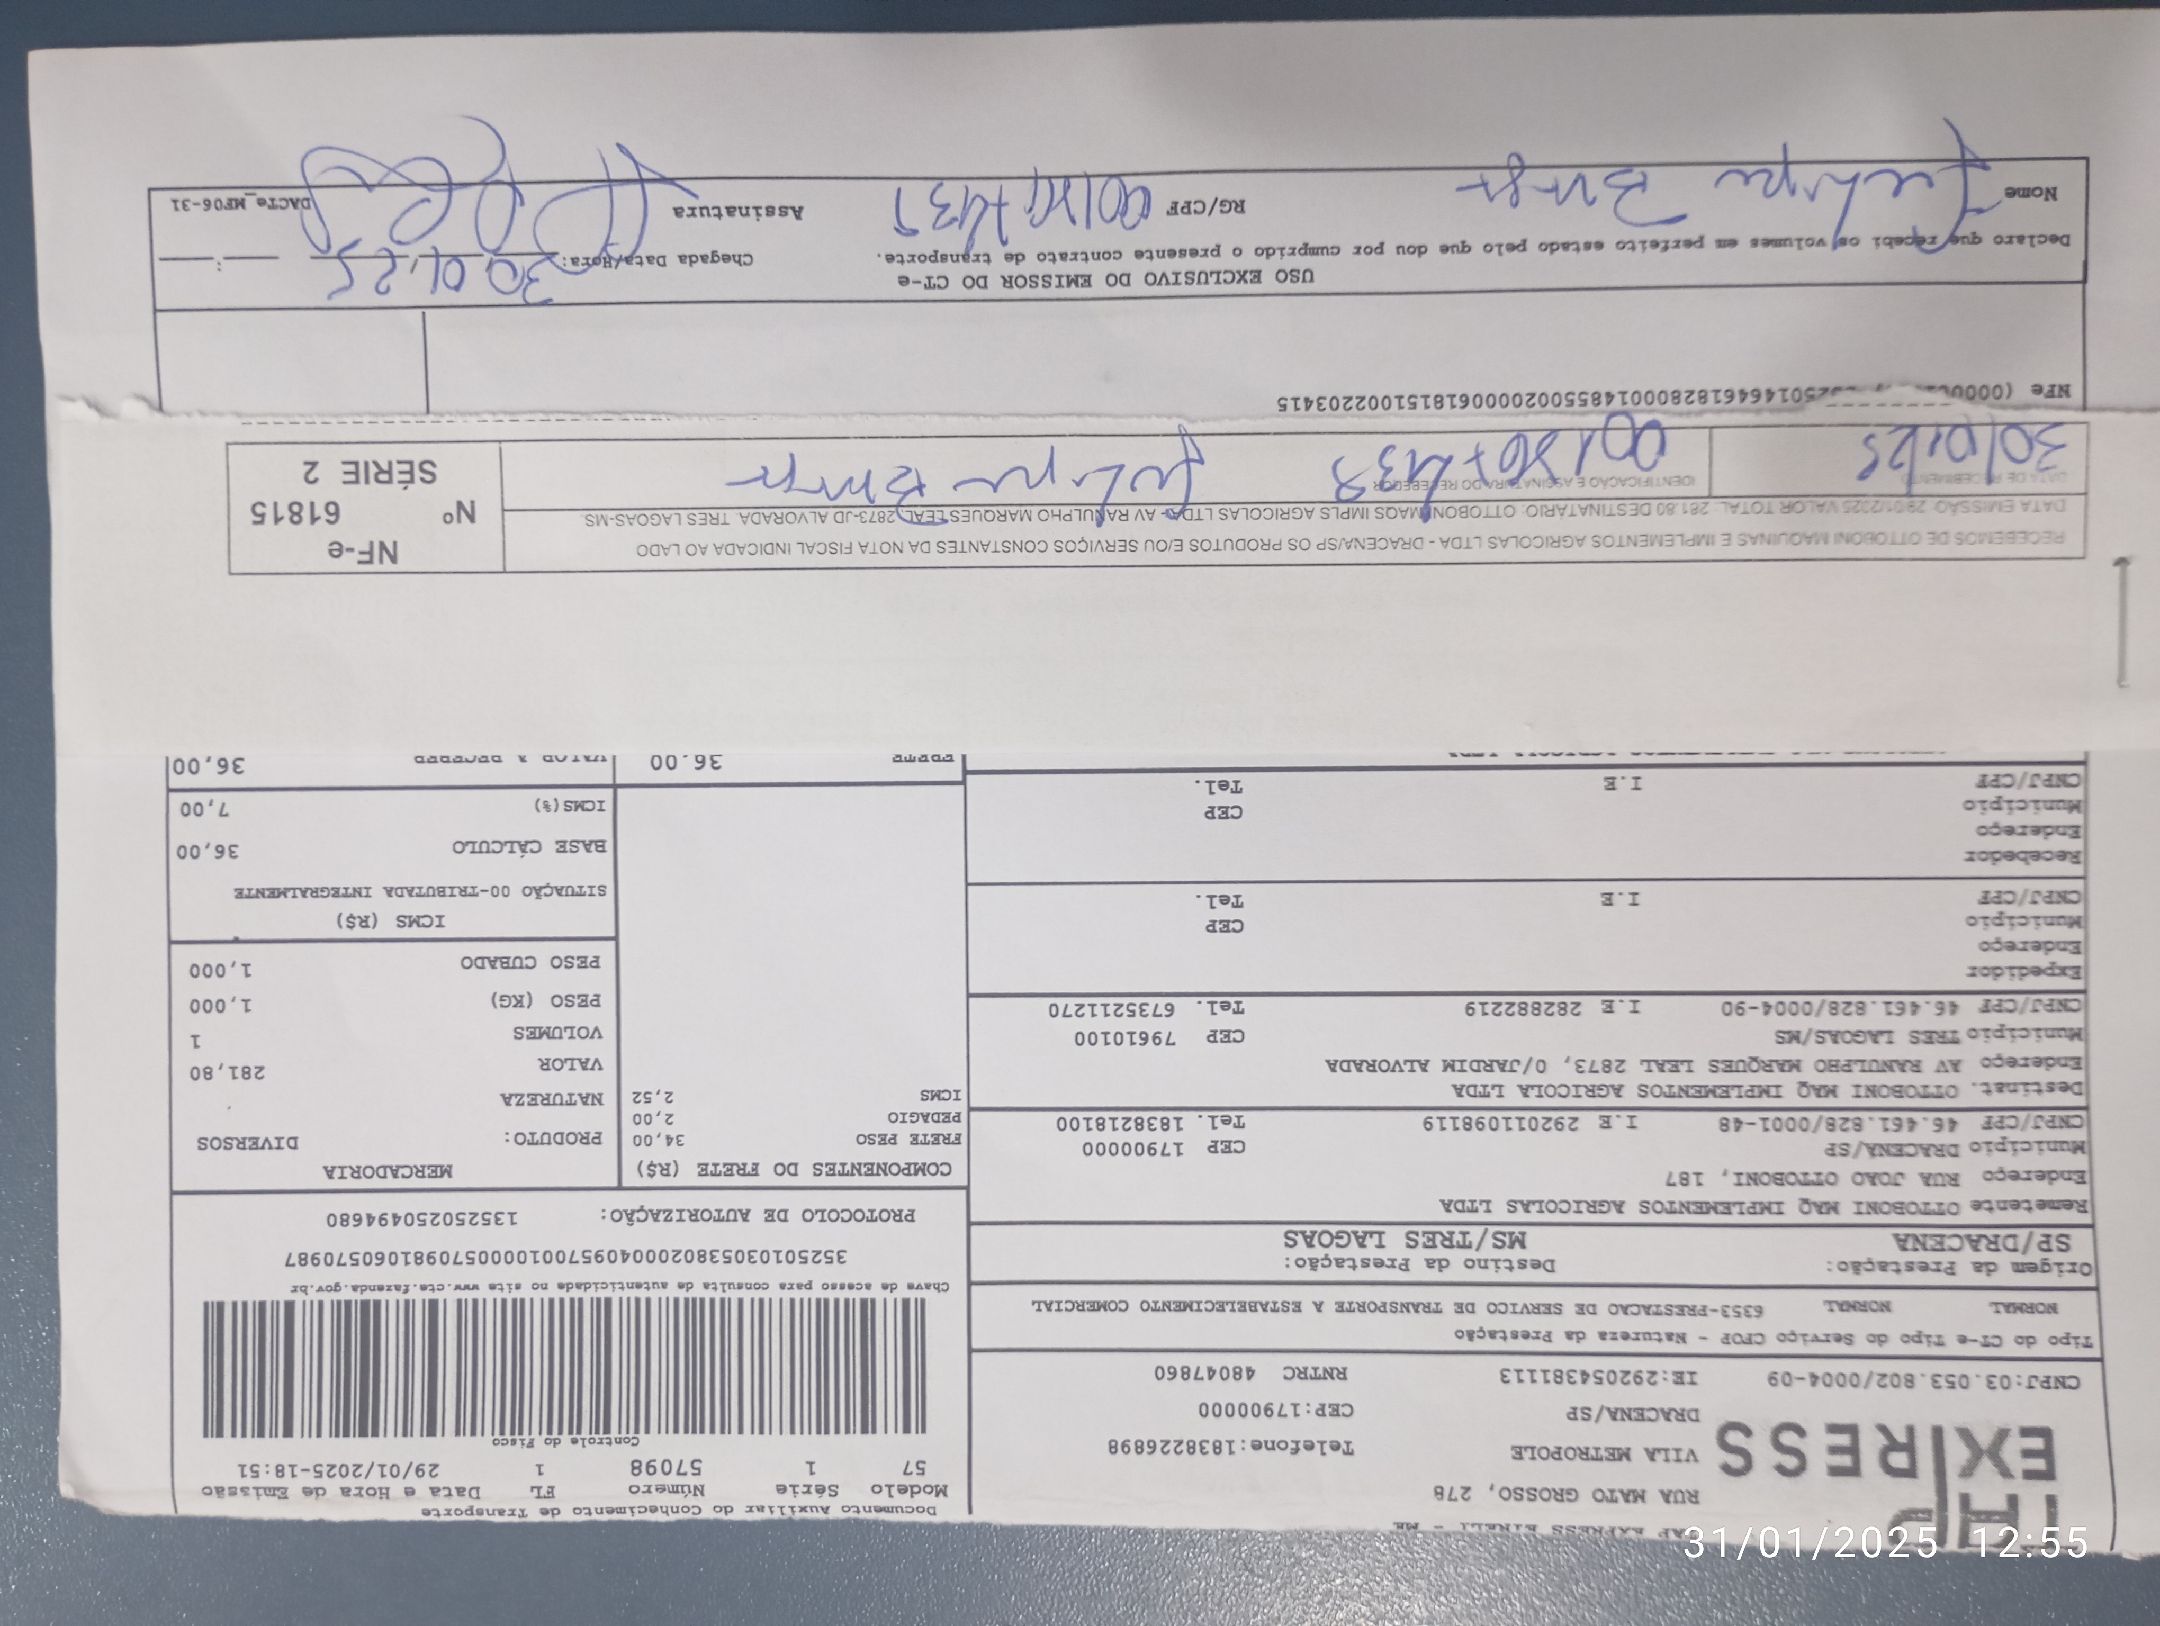 EXPRESS
RUA MATO GROSSO, 278
VILA METROPOLE Telefone:1838226898
DRACENA/SP CEP:17900000
CNPJ:03.053.802/0004-09 IE:292054381113 RNTRC 48047860
Documento Auxiliar do Conhecimento de Transporte
Modelo Série Número FL Data e Hora de Emissão
57 1 57098 1 29/01/2025-18:51
Controle do Fisco
Chave de acesso para consulta de autenticidade no site www.cte.fazenda.gov.br
35250103053802000409570010000570981060570987
PROTOCOLO DE AUTORIZAÇÃO: 135250250494680
Tipo do CT-e Tipo do Serviço CFOP - Natureza da Prestação
NORMAL NORMAL 6353-PRESTACAO DE SERVICO DE TRANSPORTE A ESTABELECIMENTO COMERCIAL
Origem da Prestação: Destino da Prestação:
SP/DRACENA MS/TRES LAGOAS
Remetente OTTOBONI MAQ IMPLEMENTOS AGRICOLAS LTDA
Endereço RUA JOAO OTTOBONI, 187
Município DRACENA/SP CEP 17900000
CNPJ/CPF 46.461.828/0001-48 I.E 292011098119 Tel. 1838218100
Destinat. OTTOBONI MAQ IMPLEMENTOS AGRICOLA LTDA
Endereço AV RANULPHO MARQUES LEAL 2873, 0/JARDIM ALVORADA
Município TRES LAGOAS/MS CEP 79610100
CNPJ/CPF 46.461.828/0004-90 I.E 282882219 Tel. 6735211270
Expedidor
Endereço
Município CEP
CNPJ/CPF I.E Tel.
Recebedor
Endereço
Município CEP
CNPJ/CPF I.E Tel.
COMPONENTES DO FRETE (R$)
FRETE PESO 34,00
PEDAGIO 2,00
ICMS 2,52
FRETE 36,00
MERCADORIA
PRODUTO: DIVERSOS
NATUREZA
VALOR 281,80
VOLUMES 1
PESO (KG) 1,000
PESO CUBADO 1,000
ICMS (R$)
SITUAÇÃO 00-TRIBUTADA INTEGRALMENTE
BASE CÁLCULO 36,00
ICMS(%) 7,00
VALOR A RECEBER 36,00
RECEBEMOS DE OTTOBONI MAQUINAS E IMPLEMENTOS AGRICOLAS LTDA - DRACENA/SP OS PRODUTOS E/OU SERVIÇOS CONSTANTES DA NOTA FISCAL INDICADA AO LADO
DATA EMISSÃO: 29/01/2025 VALOR TOTAL: 281.80 DESTINATÁRIO: OTTOBONI MAQS IMPLS AGRICOLAS LTDA - AV RANULPHO MARQUES LEAL, 2873-JD ALVORADA. TRES LAGOAS-MS.
DATA DE RECEBIMENTO IDENTIFICAÇÃO E ASSINATURA DO RECEBEDOR
30/01/25
NF-e
Nº 61815
SÉRIE 2
NFe
USO EXCLUSIVO DO EMISSOR DO CT-e
Declaro que recebi os volumes em perfeito estado pelo que dou por cumprido o presente contrato de transporte. Chegada Data/Hora: 30 01 25
Nome RG/CPF Assinatura
DACTe_MF06-31
31/01/2025 12:55